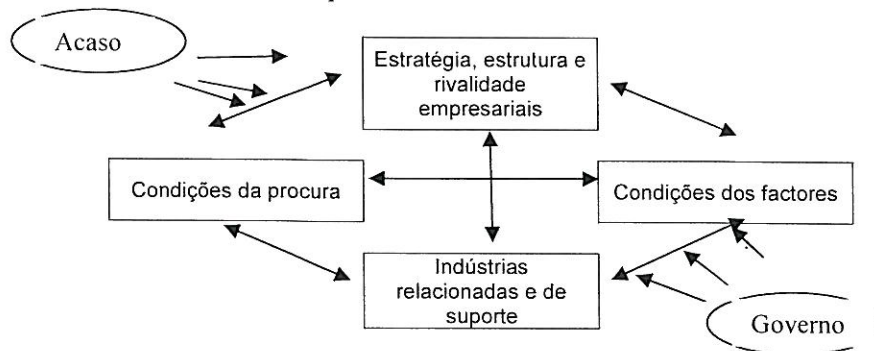 Acaso
Estratégia, estrutura e
rivalidade
empresariais
Condições da procura
Condições dos factores
Indústrias
relacionadas e de
suporte
Governo